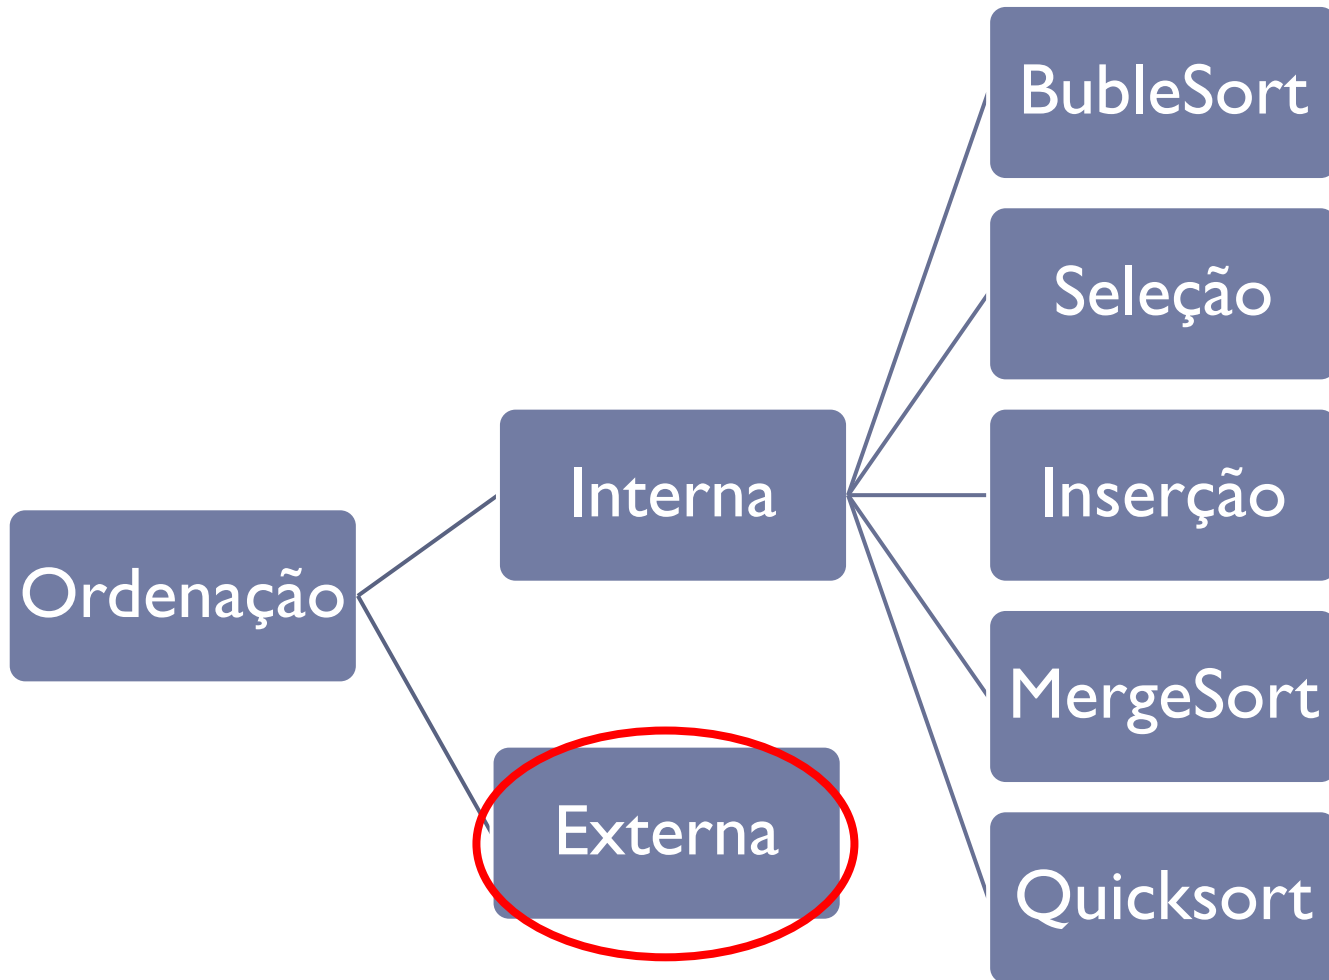 Ordenação
Interna
Externa
BubleSort
Seleção
Inserção
MergeSort
Quicksort